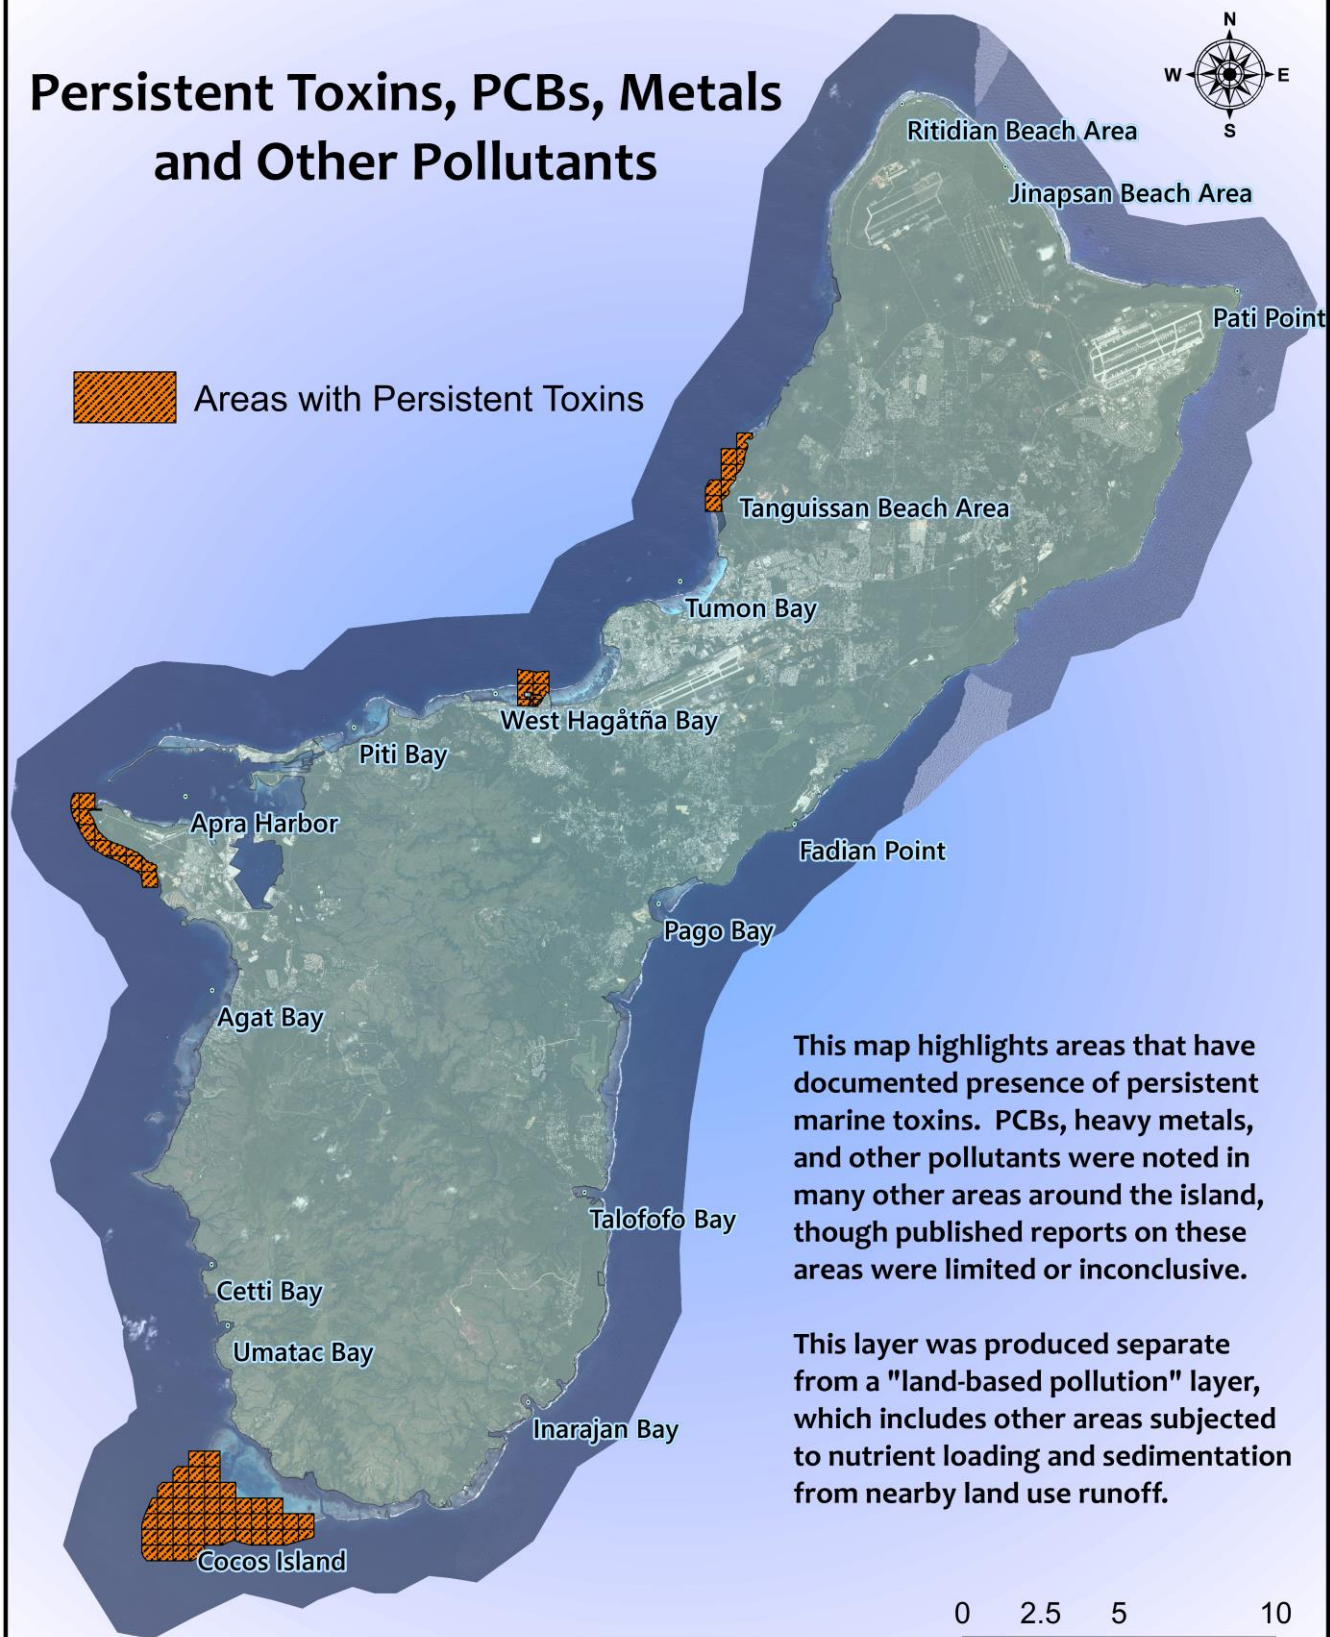 Persistent Toxins, PCBs, Metals
and Other Pollutants
N
W
E
S
Ritidian Beach Area
Jinapsan Beach Area
Pati Point
Areas with Persistent Toxins
Tanguissan Beach Area
Tumon Bay
West Hagåtña Bay
Piti Bay
Apra Harbor
Fadian Point
Pago Bay
Agat Bay
This map highlights areas that have
documented presence of persistent
marine toxins.  PCBs, heavy metals,
and other pollutants were noted in
many other areas around the island,
though published reports on these
areas were limited or inconclusive.
Talofofo Bay
Cetti Bay
Umatac Bay
This layer was produced separate
from a "land-based pollution" layer,
which includes other areas subjected
to nutrient loading and sedimentation
from nearby land use runoff.
Inarajan Bay
Cocos Island
0 2.5 5 10